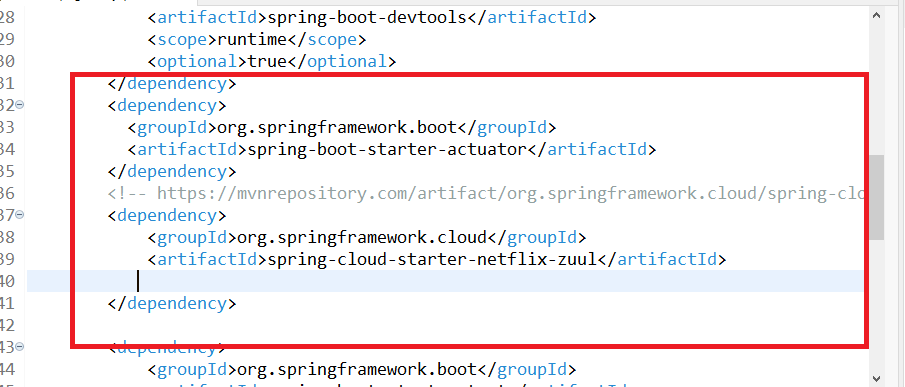 28 <artifactId>spring-boot-devtools</artifactId>
29 <scope>runtime</scope>
30 <optional>true</optional>
31 </dependency>
32 <dependency>
33 <groupId>org.springframework.boot</groupId>
34 <artifactId>spring-boot-starter-actuator</artifactId>
35 </dependency>
36 <!-- https://mvnrepository.com/artifact/org.springframework.cloud/spring-clo
37 <dependency>
38 <groupId>org.springframework.cloud</groupId>
39 <artifactId>spring-cloud-starter-netflix-zuul</artifactId>
40
41 </dependency>
42
43 <dependency>
44 <groupId>org.springframework.boot</groupId>